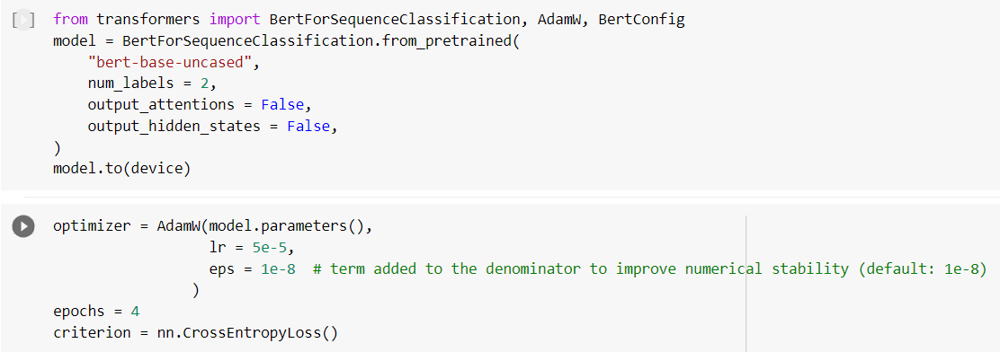 [ ] from transformers import BertForSequenceClassification, AdamW, BertConfig
model = BertForSequenceClassification.from_pretrained(
    "bert-base-uncased",
    num_labels = 2,
    output_attentions = False,
    output_hidden_states = False,
)
model.to(device)
optimizer = AdamW(model.parameters(),
                  lr = 5e-5,
                  eps = 1e-8  # term added to the denominator to improve numerical stability (default: 1e-8)
                )
epochs = 4
criterion = nn.CrossEntropyLoss()